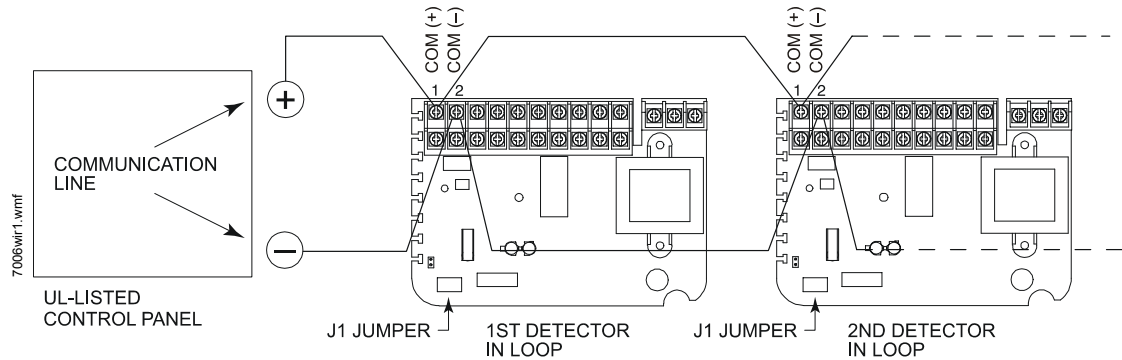 COM (+)
COM (–)
1 2
COM (+)
COM (–)
1 2
+
COMMUNICATION
LINE
–
7006wir1.wmf
UL-LISTED
CONTROL PANEL
J1 JUMPER
1ST DETECTOR
IN LOOP
J1 JUMPER
2ND DETECTOR
IN LOOP